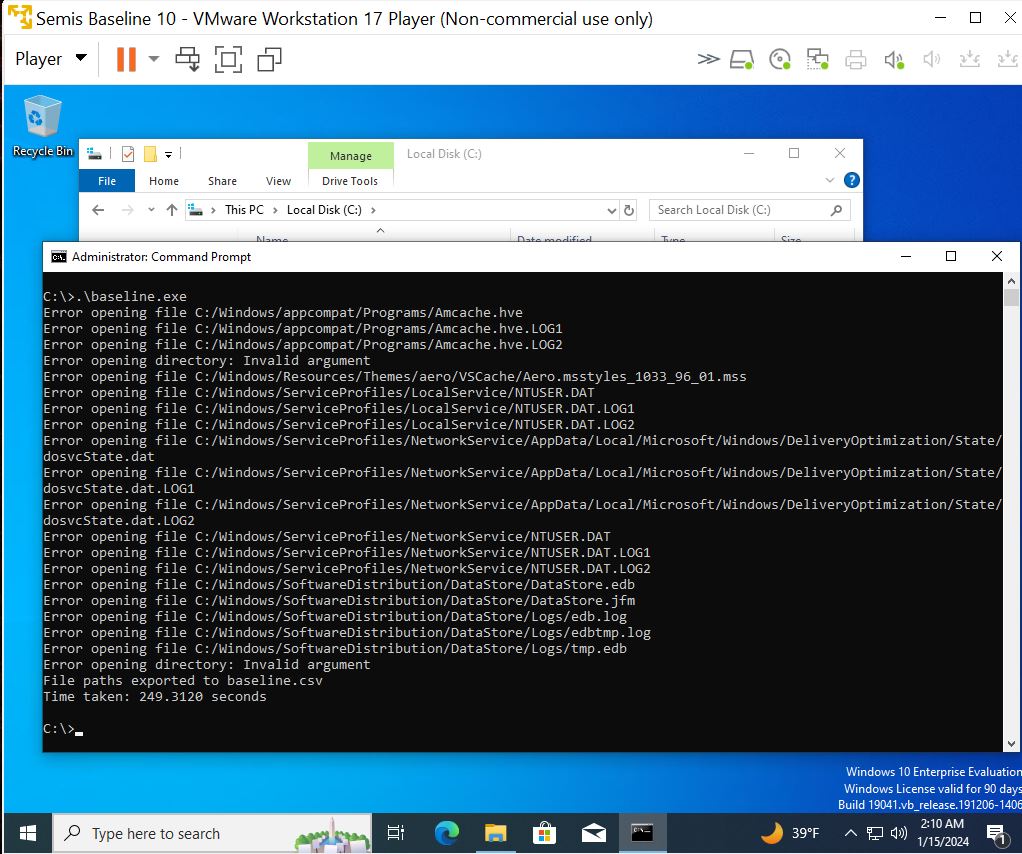 Semis Baseline 10 - VMware Workstation 17 Player (Non-commercial use only)
Player
Recycle Bin
Manage
Local Disk (C:)
File
Home
Share
View
Drive Tools
This PC
Local Disk (C:)
Search Local Disk (C:)
Name
Date modified
Type
Size
Administrator: Command Prompt
C:\>.\baseline.exe
Error opening file C:/Windows/appcompat/Programs/Amcache.hve
Error opening file C:/Windows/appcompat/Programs/Amcache.hve.LOG1
Error opening file C:/Windows/appcompat/Programs/Amcache.hve.LOG2
Error opening directory: Invalid argument
Error opening file C:/Windows/Resources/Themes/aero/VSCache/Aero.msstyles_1033_96_01.mss
Error opening file C:/Windows/ServiceProfiles/LocalService/NTUSER.DAT
Error opening file C:/Windows/ServiceProfiles/LocalService/NTUSER.DAT.LOG1
Error opening file C:/Windows/ServiceProfiles/LocalService/NTUSER.DAT.LOG2
Error opening file C:/Windows/ServiceProfiles/NetworkService/AppData/Local/Microsoft/Windows/DeliveryOptimization/State/
dosvcState.dat
Error opening file C:/Windows/ServiceProfiles/NetworkService/AppData/Local/Microsoft/Windows/DeliveryOptimization/State/
dosvcState.dat.LOG1
Error opening file C:/Windows/ServiceProfiles/NetworkService/AppData/Local/Microsoft/Windows/DeliveryOptimization/State/
dosvcState.dat.LOG2
Error opening file C:/Windows/ServiceProfiles/NetworkService/NTUSER.DAT
Error opening file C:/Windows/ServiceProfiles/NetworkService/NTUSER.DAT.LOG1
Error opening file C:/Windows/ServiceProfiles/NetworkService/NTUSER.DAT.LOG2
Error opening file C:/Windows/SoftwareDistribution/DataStore/DataStore.edb
Error opening file C:/Windows/SoftwareDistribution/DataStore/DataStore.jfm
Error opening file C:/Windows/SoftwareDistribution/DataStore/Logs/edb.log
Error opening file C:/Windows/SoftwareDistribution/DataStore/Logs/edbtmp.log
Error opening file C:/Windows/SoftwareDistribution/DataStore/Logs/tmp.edb
Error opening directory: Invalid argument
File paths exported to baseline.csv
Time taken: 249.3120 seconds
C:\>
Windows 10 Enterprise Evaluation
Windows License valid for 90 days
Build 19041.vb_release.191206-1406
Type here to search
39°F
2:10 AM
1/15/2024
1